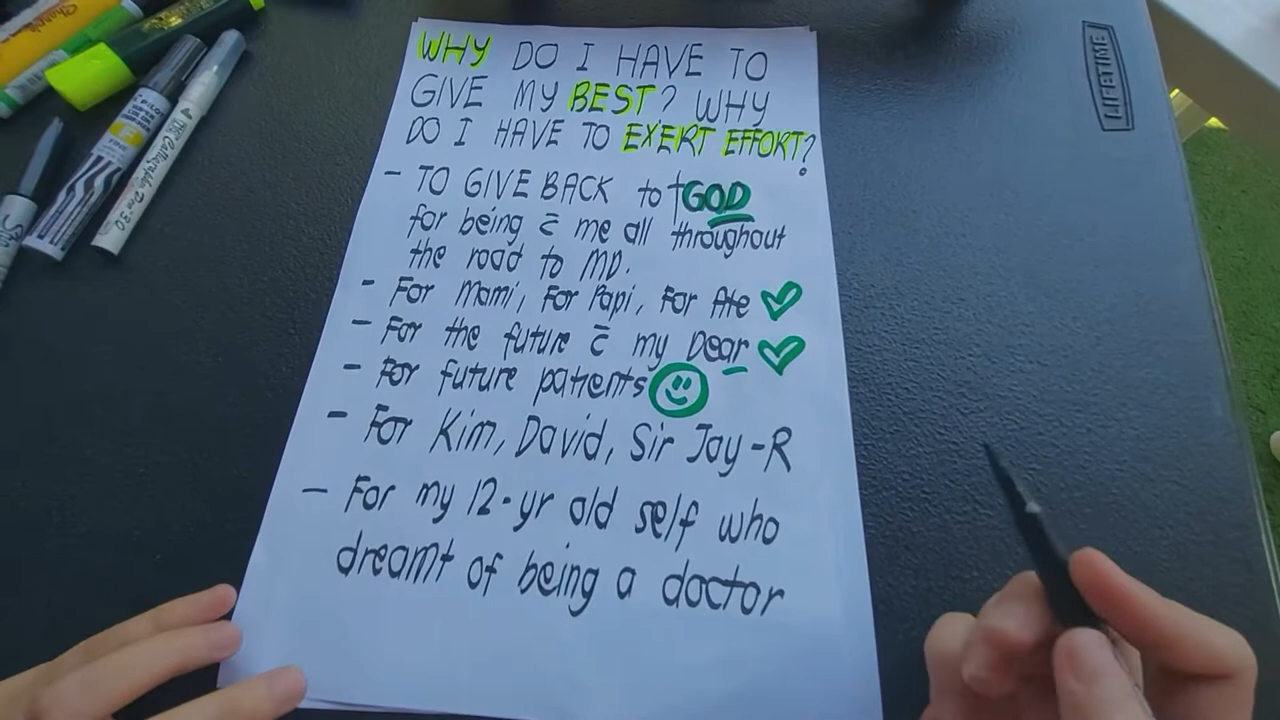 WHY DO I HAVE TO
GIVE MY BEST? WHY
DO I HAVE TO EXERT EFFORT?
- TO GIVE BACK to †GOD
for being c̄ me all throughout
the road to MD.
- For Mami, For Papi, For Ate
- For the future c̄ my Dear
- For future patients
- For Kim, David, Sir Jay-R
- For my 12-yr old self who
dreamt of being a doctor
LIFETIME
Sharpie
PILOT